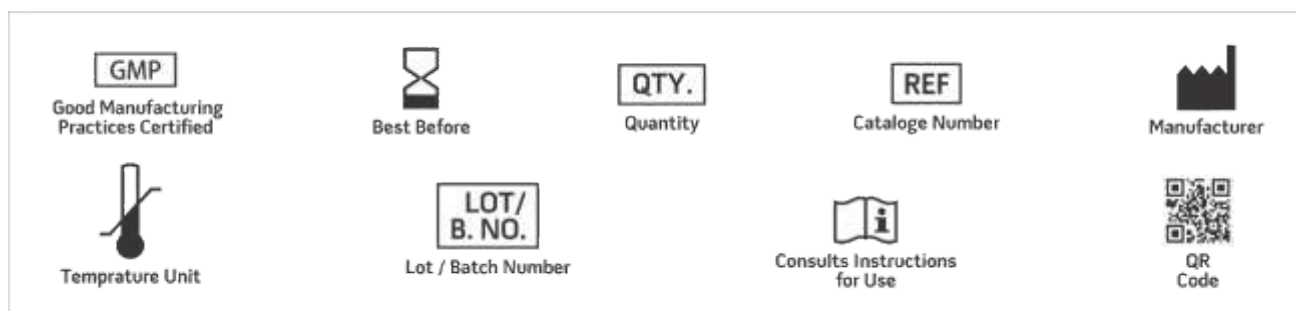 GMP
Good Manufacturing
Practices Certified
Best Before
QTY.
Quantity
REF
Cataloge Number
Manufacturer
Temprature Unit
LOT/
B. NO.
Lot / Batch Number
i
Consults Instructions
for Use
QR
Code